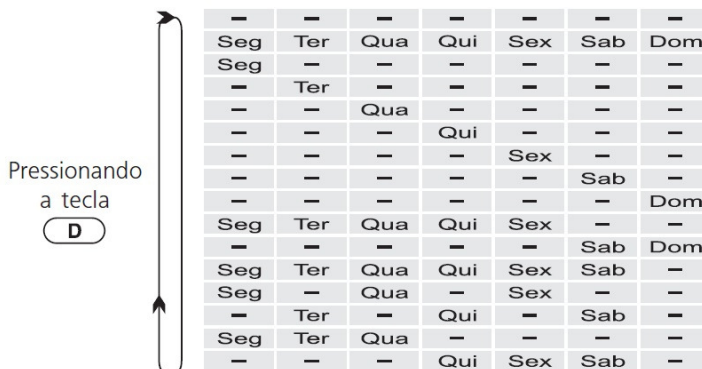 Pressionando
a tecla
D
– – – – – – –
Seg Ter Qua Qui Sex Sab Dom
Seg – – – – – –
– Ter – – – – –
– – Qua – – – –
– – – Qui – – –
– – – – Sex – –
– – – – – Sab –
– – – – – – Dom
Seg Ter Qua Qui Sex – –
– – – – – Sab Dom
Seg Ter Qua Qui Sex Sab –
Seg – Qua – Sex – –
– Ter – Qui – Sab –
Seg Ter Qua – – – –
– – – Qui Sex Sab –